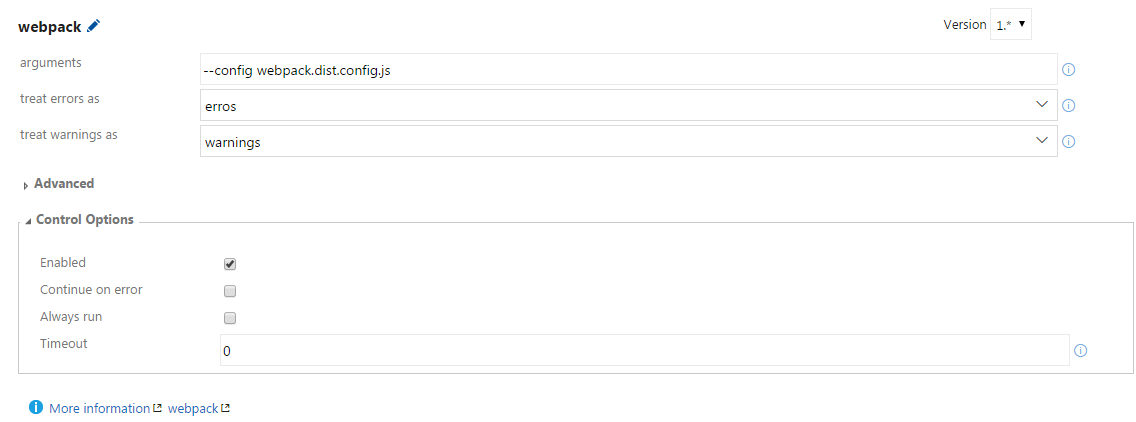 webpack Version 1.*
arguments --config webpack.dist.config.js
treat errors as erros
treat warnings as warnings
Advanced
Control Options
Enabled
Continue on error
Always run
Timeout 0
More information webpack